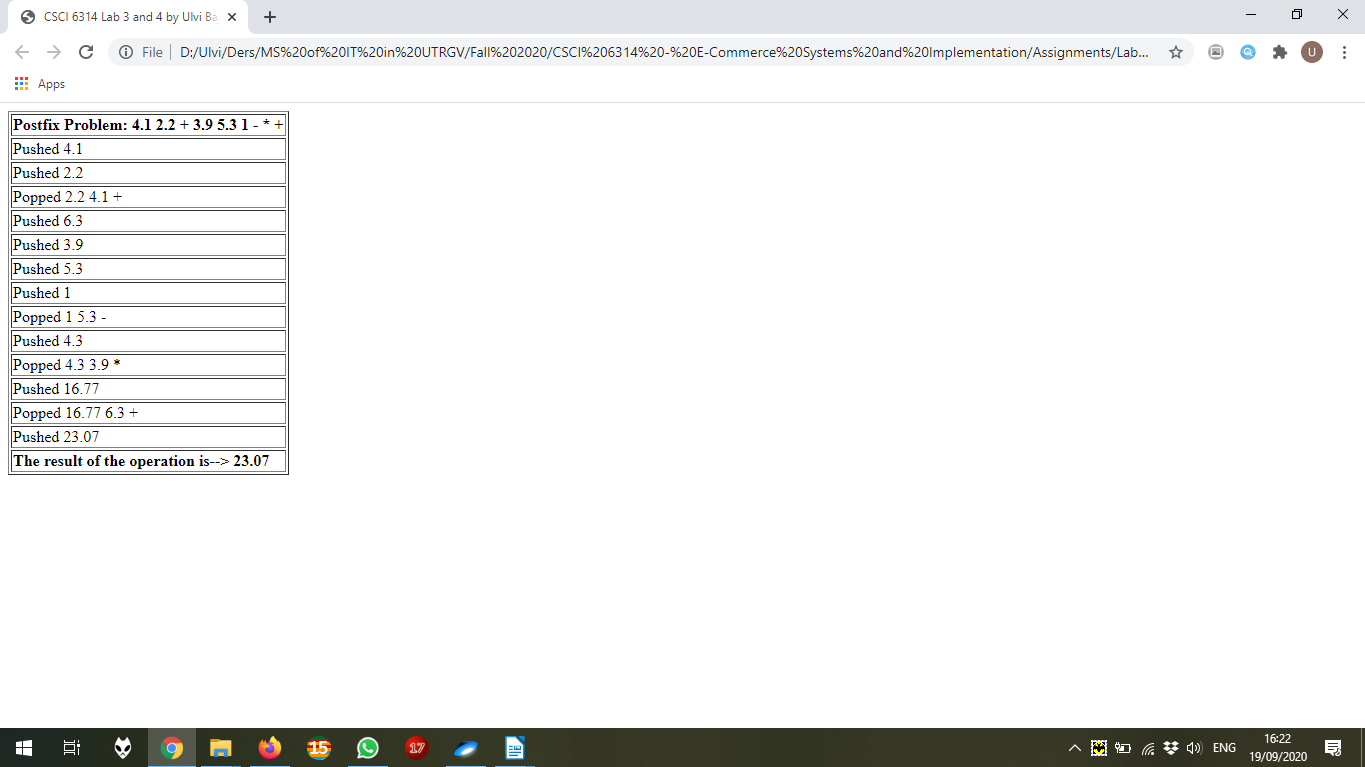 CSCI 6314 Lab 3 and 4 by Ulvi Ba
File
D:/Ulvi/Ders/MS%20of%20IT%20in%20UTRGV/Fall%202020/CSCI%206314%20-%20E-Commerce%20Systems%20and%20Implementation/Assignments/Lab...
U
Apps
Postfix Problem: 4.1 2.2 + 3.9 5.3 1 - * +
Pushed 4.1
Pushed 2.2
Popped 2.2 4.1 +
Pushed 6.3
Pushed 3.9
Pushed 5.3
Pushed 1
Popped 1 5.3 -
Pushed 4.3
Popped 4.3 3.9 *
Pushed 16.77
Popped 16.77 6.3 +
Pushed 23.07
The result of the operation is--> 23.07
15
17
ENG
16:22
19/09/2020